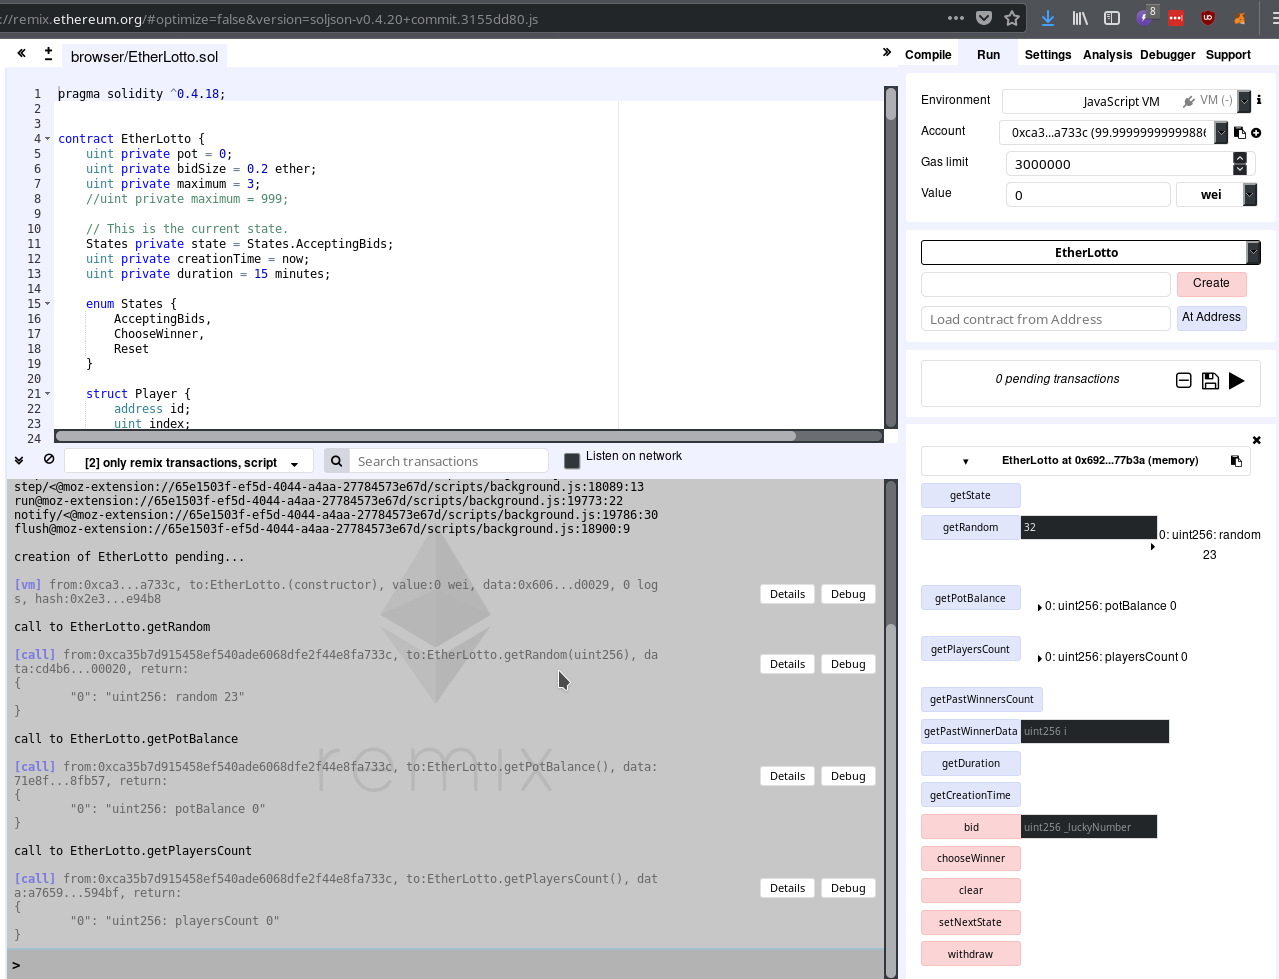 ://remix.ethereum.org/#optimize=false&version=soljson-v0.4.20+commit.3155dd80.js
8
browser/EtherLotto.sol
1 pragma solidity ^0.4.18;
2
3
4 contract EtherLotto {
5 uint private pot = 0;
6 uint private bidSize = 0.2 ether;
7 uint private maximum = 3;
8 //uint private maximum = 999;
9
10 // This is the current state.
11 States private state = States.AcceptingBids;
12 uint private creationTime = now;
13 uint private duration = 15 minutes;
14
15 enum States {
16 AcceptingBids,
17 ChooseWinner,
18 Reset
19 }
20
21 struct Player {
22 address id;
23 uint index;
24
[2] only remix transactions, script
Search transactions
Listen on network
step/<@moz-extension://65e1503f-ef5d-4044-a4aa-27784573e67d/scripts/background.js:18089:13
run@moz-extension://65e1503f-ef5d-4044-a4aa-27784573e67d/scripts/background.js:19773:22
notify/<@moz-extension://65e1503f-ef5d-4044-a4aa-27784573e67d/scripts/background.js:19786:30
flush@moz-extension://65e1503f-ef5d-4044-a4aa-27784573e67d/scripts/background.js:18900:9
creation of EtherLotto pending...
[vm] from:0xca3...a733c, to:EtherLotto.(constructor), value:0 wei, data:0x606...d0029, 0 log
s, hash:0x2e3...e94b8
Details Debug
call to EtherLotto.getRandom
[call] from:0xca35b7d915458ef540ade6068dfe2f44e8fa733c, to:EtherLotto.getRandom(uint256), da
ta:cd4b6...00020, return:
{
"0": "uint256: random 23"
}
Details Debug
call to EtherLotto.getPotBalance
[call] from:0xca35b7d915458ef540ade6068dfe2f44e8fa733c, to:EtherLotto.getPotBalance(), data:
71e8f...8fb57, return:
{
"0": "uint256: potBalance 0"
}
Details Debug
remix
call to EtherLotto.getPlayersCount
[call] from:0xca35b7d915458ef540ade6068dfe2f44e8fa733c, to:EtherLotto.getPlayersCount(), dat
a:a7659...594bf, return:
{
"0": "uint256: playersCount 0"
}
Details Debug
>
Compile Run Settings Analysis Debugger Support
Environment JavaScript VM VM (-)
Account 0xca3...a733c (99.9999999999988
Gas limit 3000000
Value 0 wei
EtherLotto
Create
Load contract from Address At Address
0 pending transactions
EtherLotto at 0x692...77b3a (memory)
getState
getRandom 32 0: uint256: random
23
getPotBalance 0: uint256: potBalance 0
getPlayersCount 0: uint256: playersCount 0
getPastWinnersCount
getPastWinnerData uint256 i
getDuration
getCreationTime
bid uint256 _luckyNumber
chooseWinner
clear
setNextState
withdraw